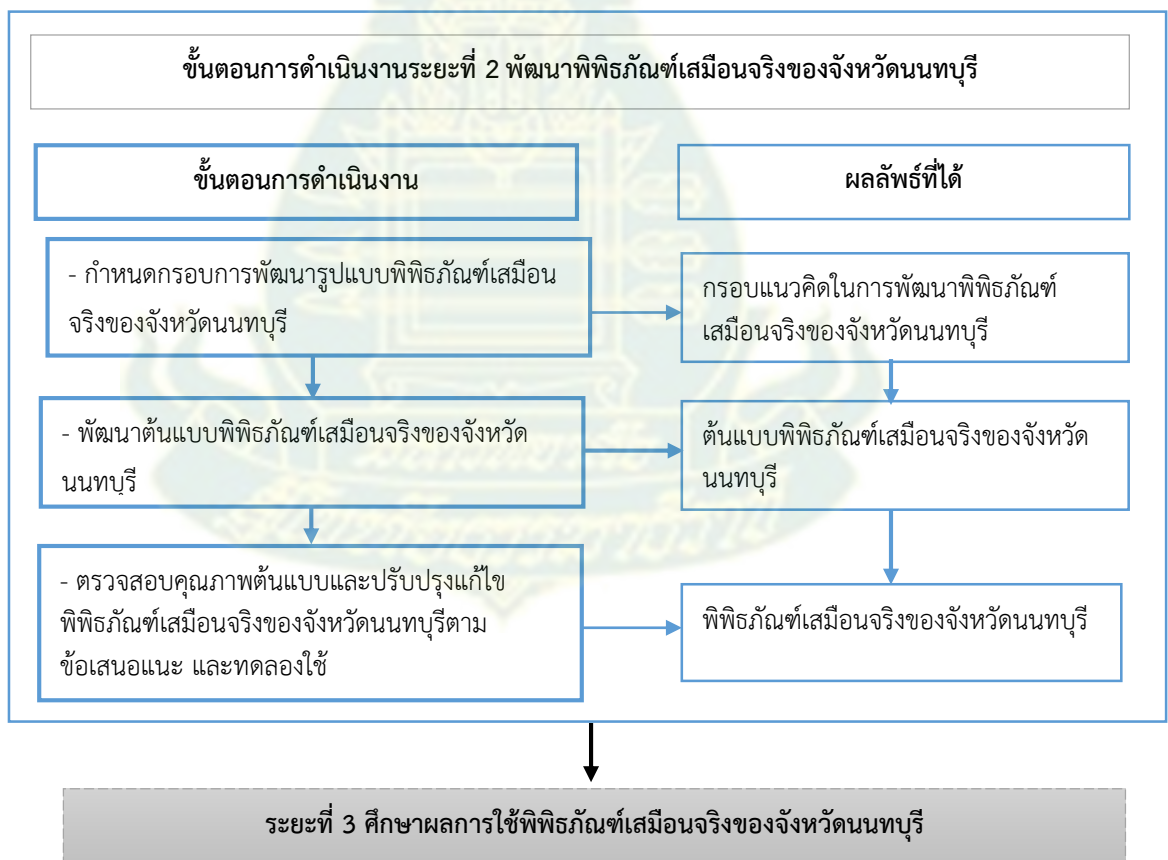 ขั้นตอนการดำเนินงานระยะที่ 2 พัฒนาพิพิธภัณฑ์เสมือนจริงของจังหวัดนนทบุรี
ขั้นตอนการดำเนินงาน
ผลลัพธ์ที่ได้
- กำหนดกรอบการพัฒนารูปแบบพิพิธภัณฑ์เสมือน
จริงของจังหวัดนนทบุรี
กรอบแนวคิดในการพัฒนาพิพิธภัณฑ์
เสมือนจริงของจังหวัดนนทบุรี
- พัฒนาต้นแบบพิพิธภัณฑ์เสมือนจริงของจังหวัด
นนทบุรี
ต้นแบบพิพิธภัณฑ์เสมือนจริงของจังหวัด
นนทบุรี
- ตรวจสอบคุณภาพต้นแบบและปรับปรุงแก้ไข
พิพิธภัณฑ์เสมือนจริงของจังหวัดนนทบุรีตาม
ข้อเสนอแนะ และทดลองใช้
พิพิธภัณฑ์เสมือนจริงของจังหวัดนนทบุรี
ระยะที่ 3 ศึกษาผลการใช้พิพิธภัณฑ์เสมือนจริงของจังหวัดนนทบุรี